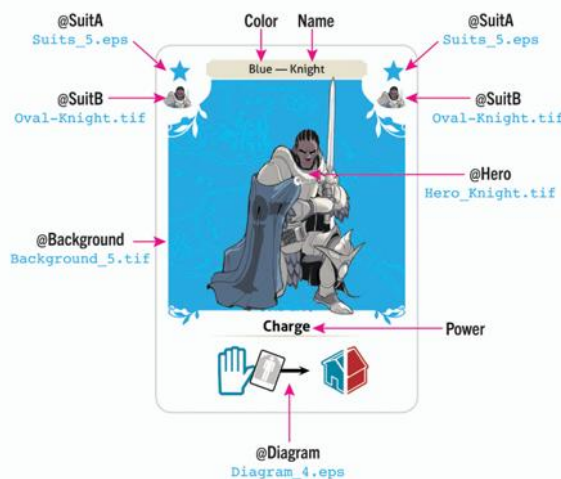 @SuitA
Suits_5.eps
Color
Name
@SuitA
Suits_5.eps
Blue — Knight
@SuitB
Oval-Knight.tif
@SuitB
Oval-Knight.tif
@Hero
Hero_Knight.tif
@Background
Background_5.tif
Charge
Power
@Diagram
Diagram_4.eps